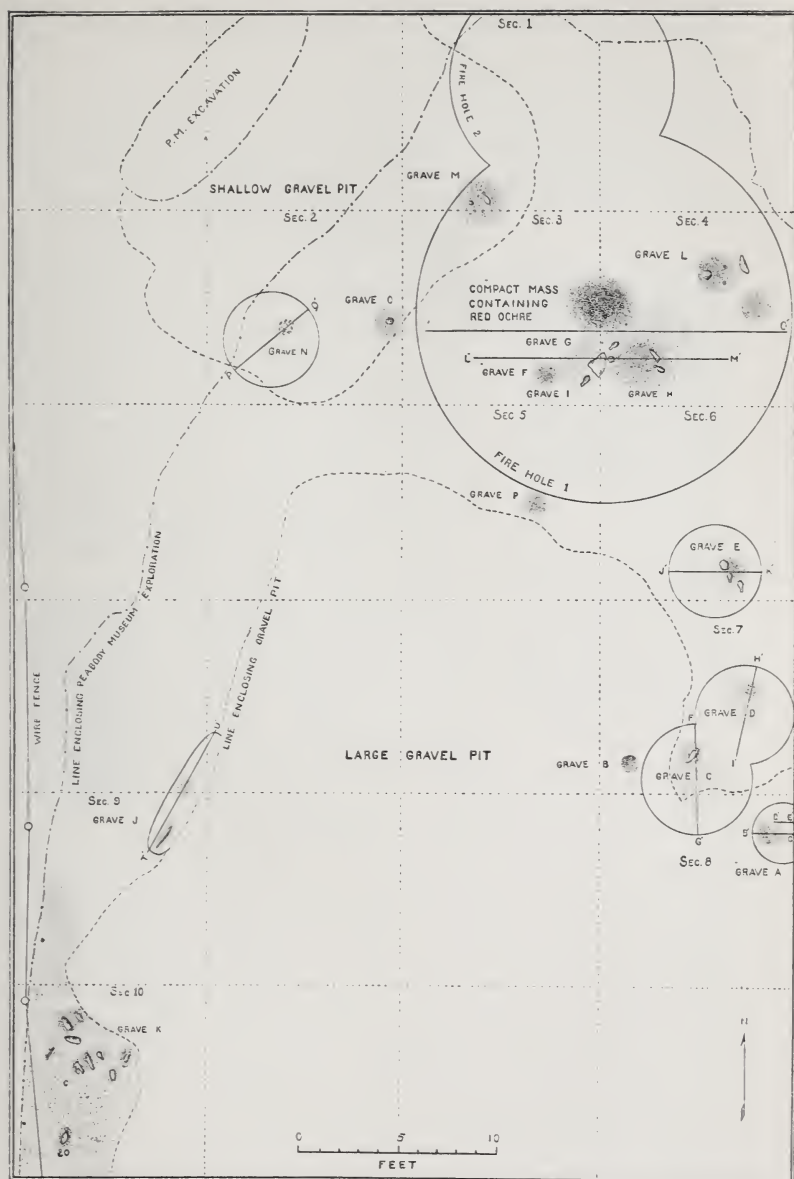 SEC. 1
P.M. EXCAVATION
FIRE HOLE 2
GRAVE M
SHALLOW GRAVEL PIT
SEC. 2
SEC. 3
SEC. 4
GRAVE L
GRAVE O
COMPACT MASS
CONTAINING
RED OCHRE
Q'
O'
GRAVE N
P'
GRAVE G
L'
M'
GRAVE F
GRAVE I
GRAVE H
SEC 5
SEC. 6
FIRE HOLE 1
GRAVE P
GRAVE E
J'
K'
SEC. 7
LINE ENCLOSING PEABODY MUSEUM EXPLORATION
LINE ENCLOSING GRAVEL PIT
WIRE FENCE
H'
F'
GRAVE D
I'
U'
LARGE GRAVEL PIT
GRAVE B
GRAVE C
SEC. 9
GRAVE J
T'
D' E'
B'
G'
SEC. 8
GRAVE A
SEC 10
GRAVE K
N
20
0 5 10
FEET